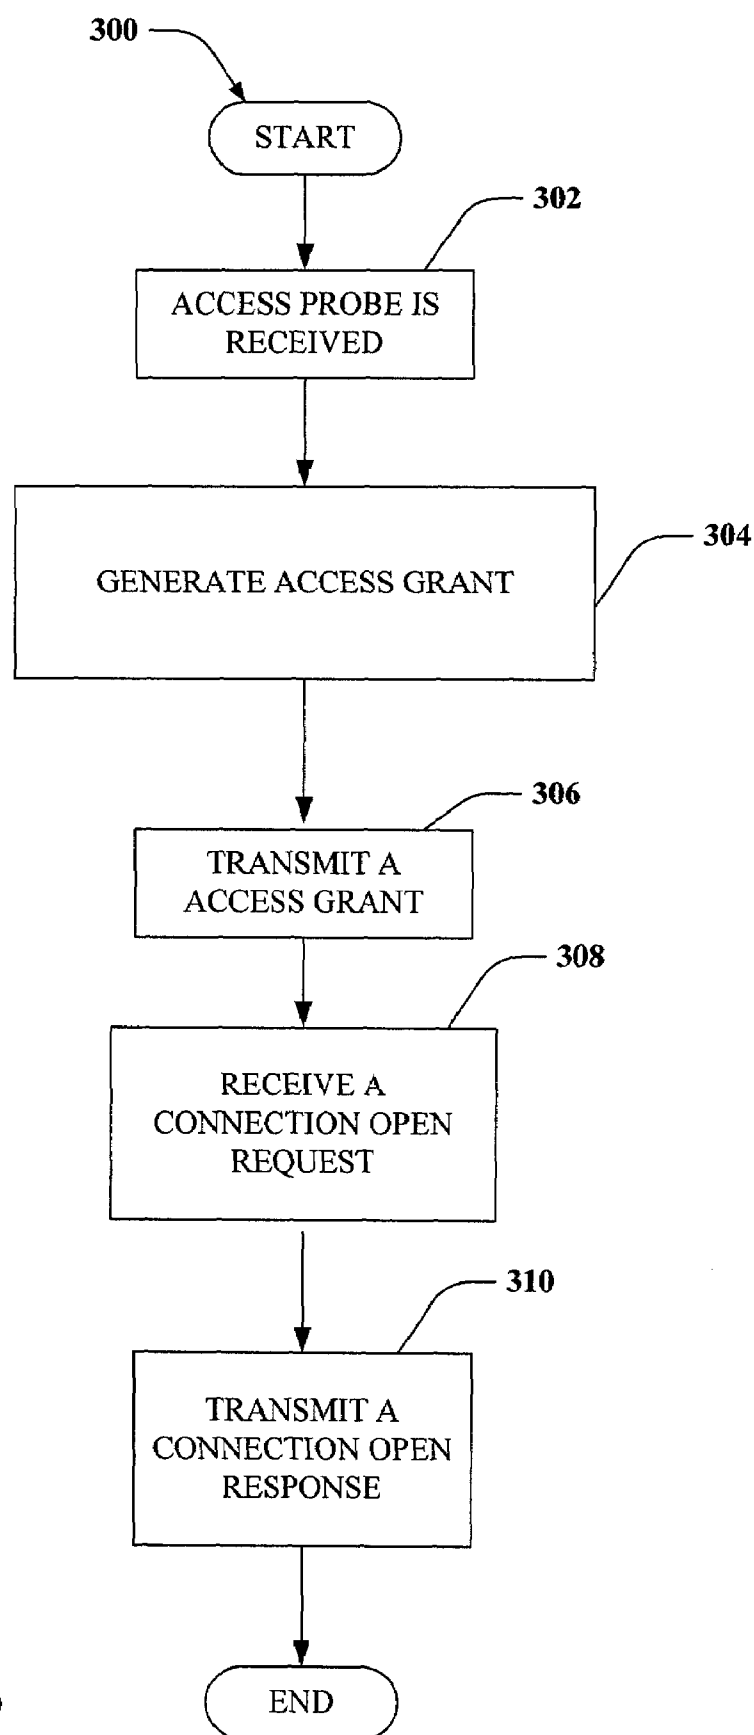 300
START
302
ACCESS PROBE IS
RECEIVED
304
GENERATE ACCESS GRANT
306
TRANSMIT A
ACCESS GRANT
308
RECEIVE A
CONNECTION OPEN
REQUEST
310
TRANSMIT A
CONNECTION OPEN
RESPONSE
END